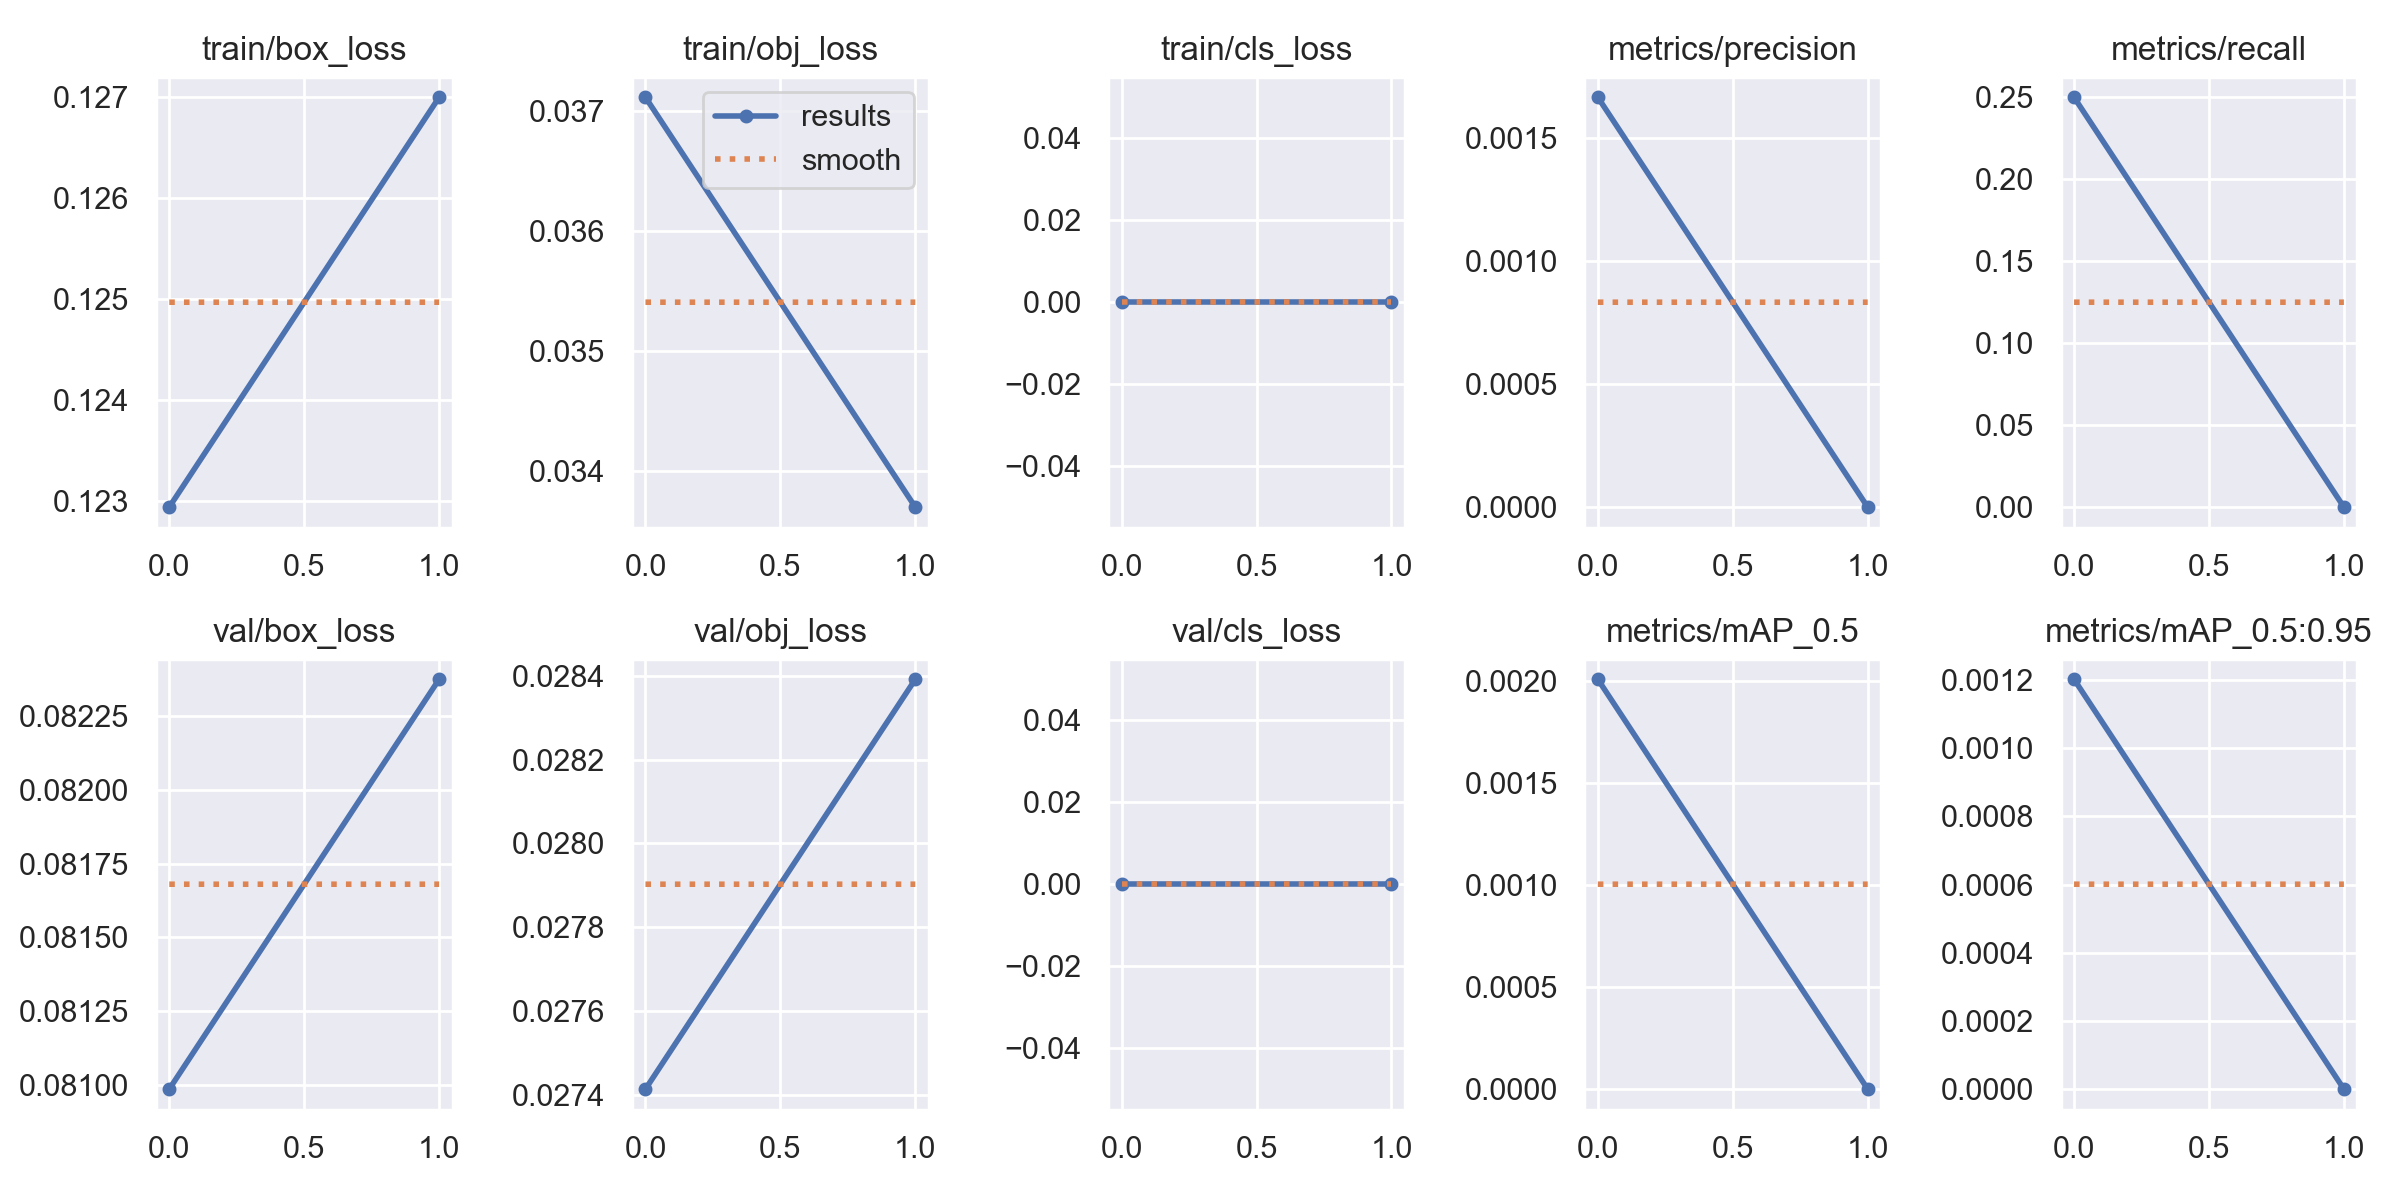 train/box_loss
0.127
0.126
0.125
0.124
0.123
0.0 0.5 1.0
train/obj_loss
results
smooth
0.037
0.036
0.035
0.034
0.0 0.5 1.0
train/cls_loss
0.04
0.02
0.00
−0.02
−0.04
0.0 0.5 1.0
metrics/precision
0.0015
0.0010
0.0005
0.0000
0.0 0.5 1.0
metrics/recall
0.25
0.20
0.15
0.10
0.05
0.00
0.0 0.5 1.0
val/box_loss
0.08225
0.08200
0.08175
0.08150
0.08125
0.08100
0.0 0.5 1.0
val/obj_loss
0.0284
0.0282
0.0280
0.0278
0.0276
0.0274
0.0 0.5 1.0
val/cls_loss
0.04
0.02
0.00
−0.02
−0.04
0.0 0.5 1.0
metrics/mAP_0.5
0.0020
0.0015
0.0010
0.0005
0.0000
0.0 0.5 1.0
metrics/mAP_0.5:0.95
0.0012
0.0010
0.0008
0.0006
0.0004
0.0002
0.0000
0.0 0.5 1.0